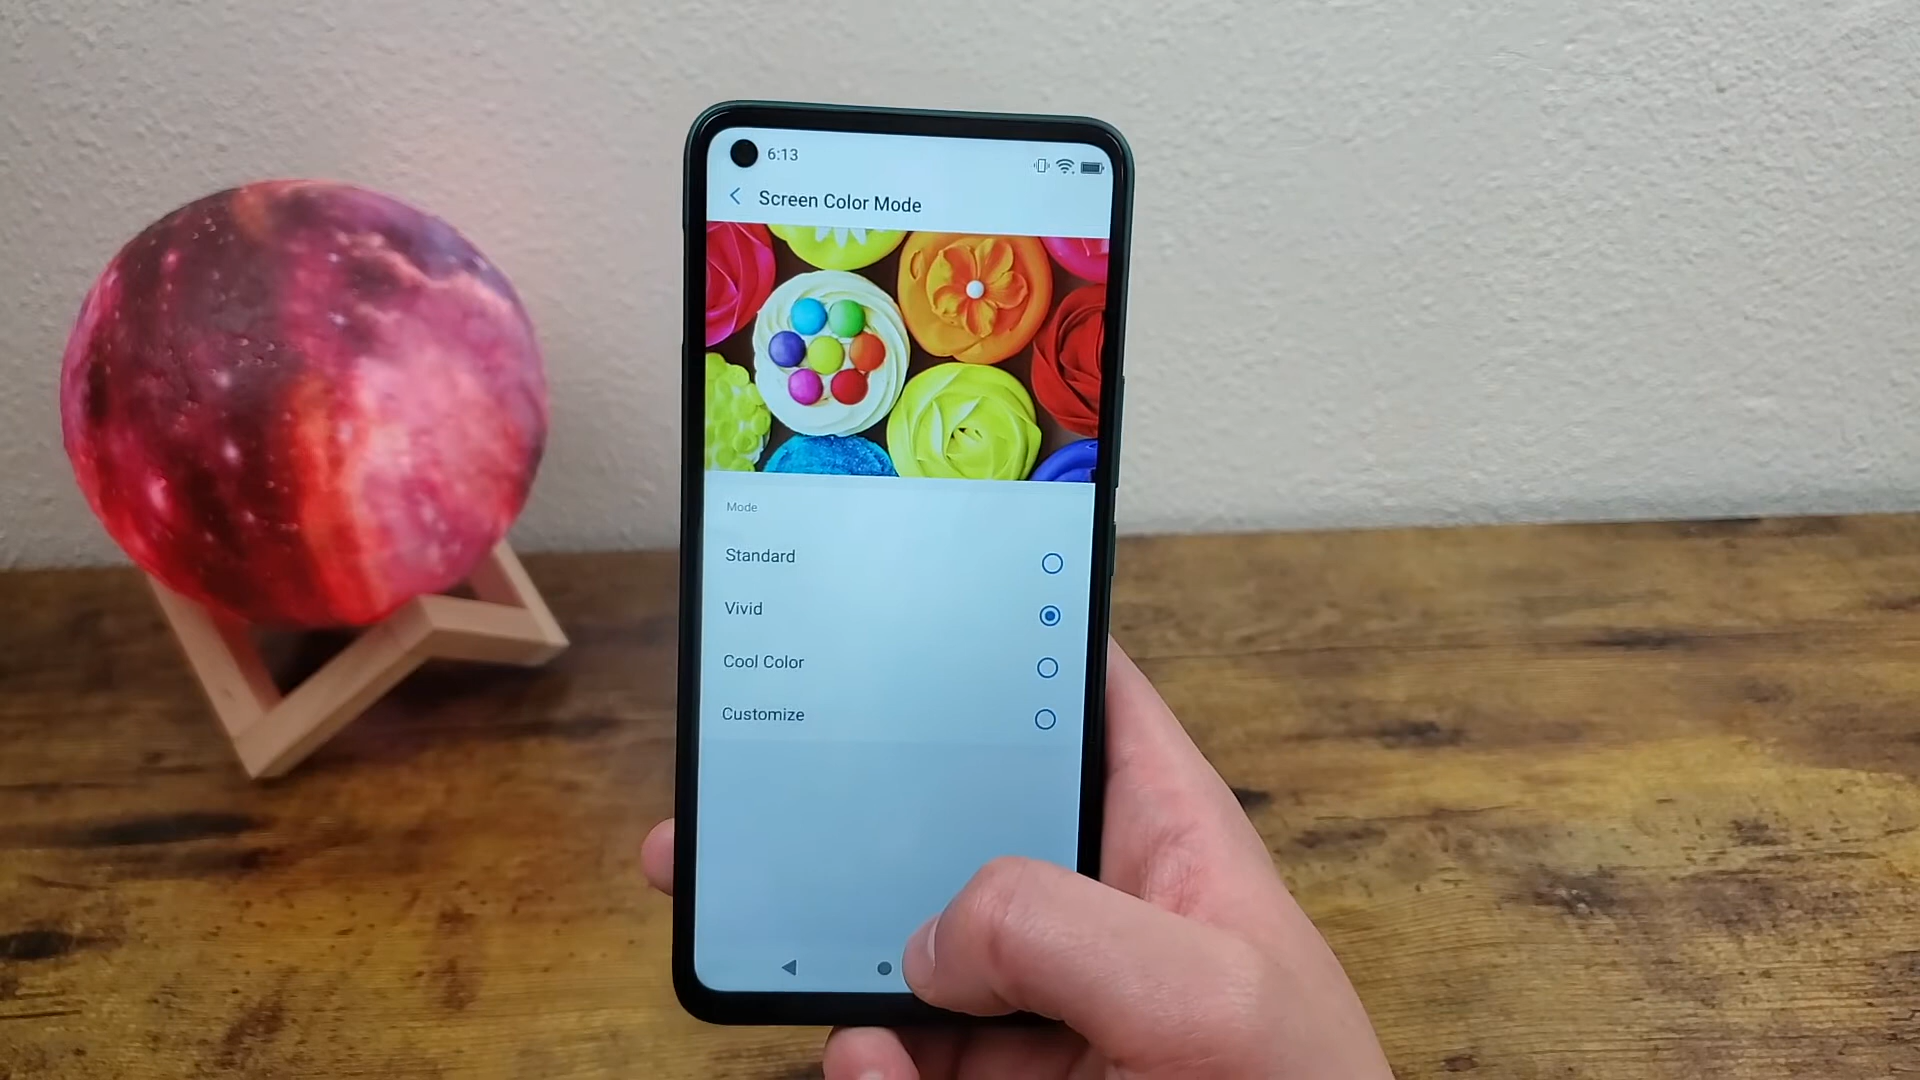 6:13
Screen Color Mode
Mode
Standard
Vivid
Cool Color
Customize